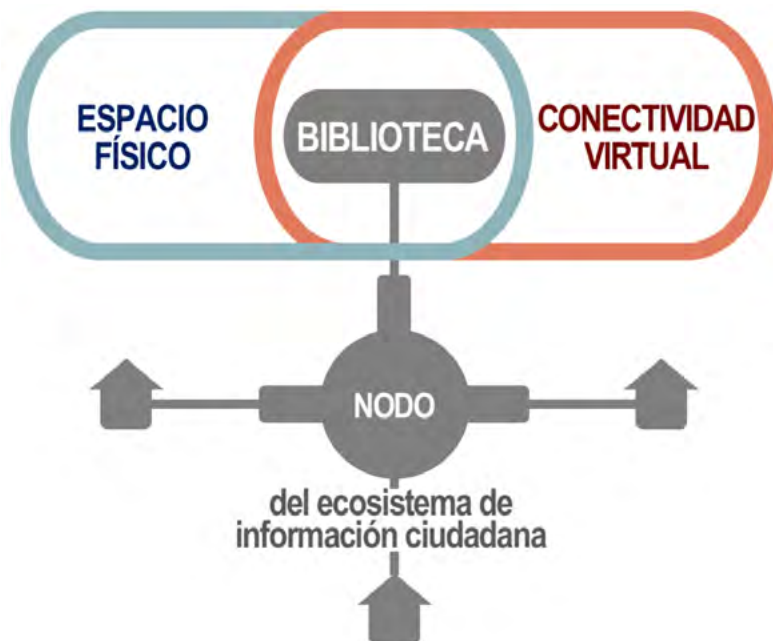 ESPACIO
FÍSICO
BIBLIOTECA
CONECTIVIDAD
VIRTUAL
NODO
del ecosistema de
información ciudadana